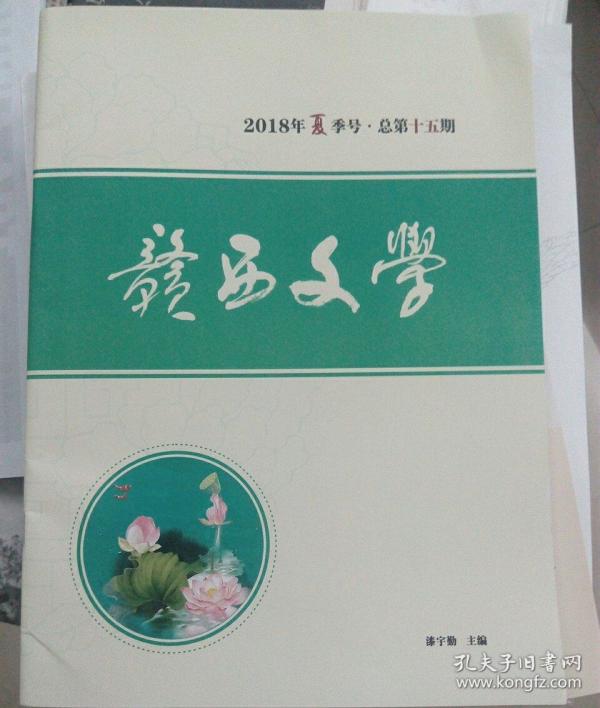 2018年夏季号·总第十五期
赣西文學
漆宇勤 主编
孔夫子旧书网
www.kongfz.com